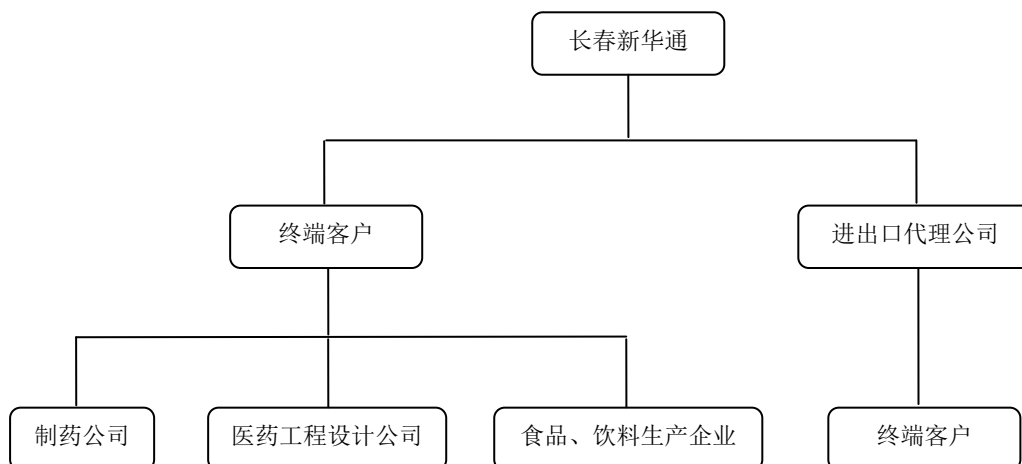 长春新华通
终端客户
进出口代理公司
制药公司
医药工程设计公司
食品、饮料生产企业
终端客户